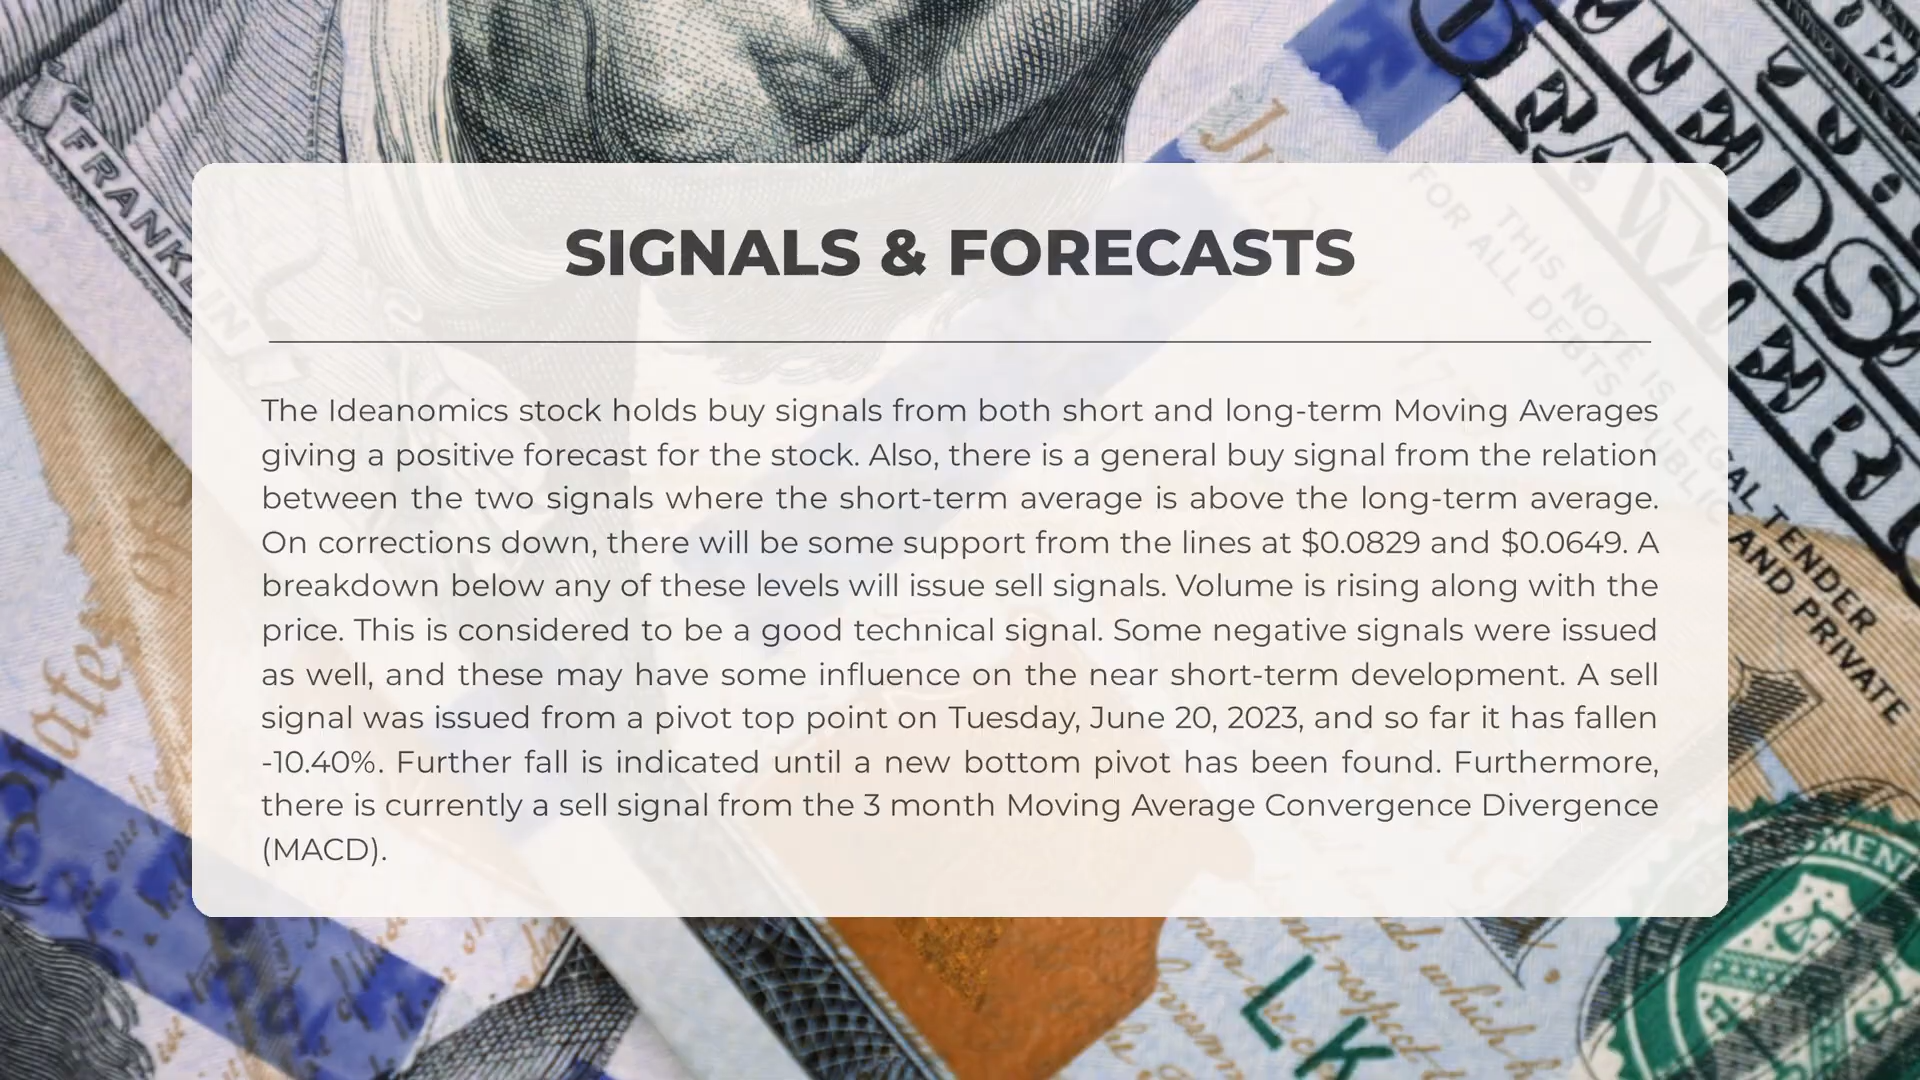 FRANKLIN
SIGNALS & FORECASTS
The Ideanomics stock holds buy signals from both short and long-term Moving Averages
giving a positive forecast for the stock. Also, there is a general buy signal from the relation
between the two signals where the short-term average is above the long-term average.
On corrections down, there will be some support from the lines at $0.0829 and $0.0649. A
breakdown below any of these levels will issue sell signals. Volume is rising along with the
price. This is considered to be a good technical signal. Some negative signals were issued
as well, and these may have some influence on the near short-term development. A sell
signal was issued from a pivot top point on Tuesday, June 20, 2023, and so far it has fallen
-10.40%. Further fall is indicated until a new bottom pivot has been found. Furthermore,
there is currently a sell signal from the 3 month Moving Average Convergence Divergence
(MACD).
THIS NOTE IS LEGAL TENDER
FOR ALL DEBTS PUBLIC AND PRIVATE
LK